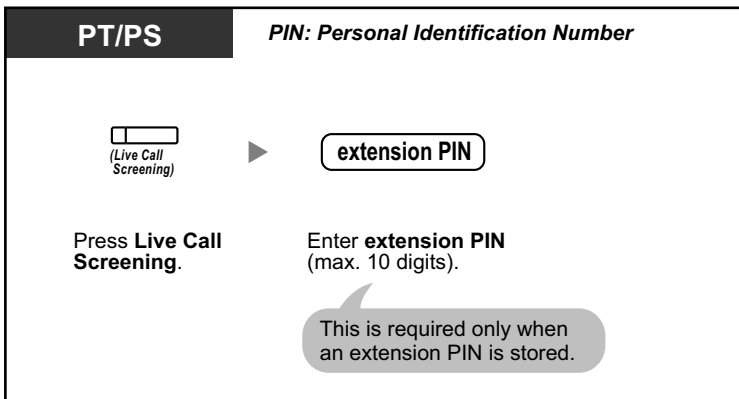 PT/PS
PIN: Personal Identification Number
(Live Call
Screening)
extension PIN
Press Live Call
Screening.
Enter extension PIN
(max. 10 digits).
This is required only when
an extension PIN is stored.